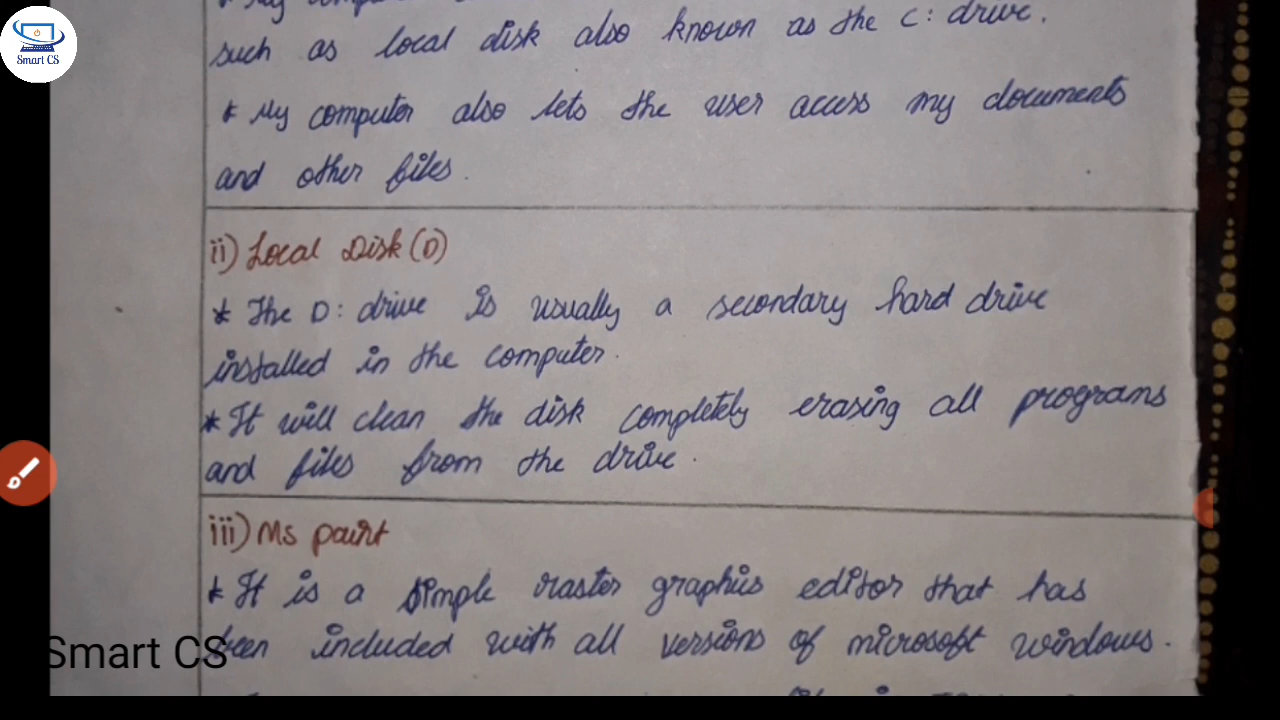 * My computer
such as local disk also known as the C: drive.
* My computer also lets the user access my documents
and other files.
ii) Local Disk (D)
* The D: drive is usually a secondary hard drive
installed in the computer.
* It will clean the disk completely erasing all programs
and files from the drive.
iii) Ms paint
* It is a simple raster graphics editor that has
been included with all versions of microsoft windows.
Smart CS
Smart CS